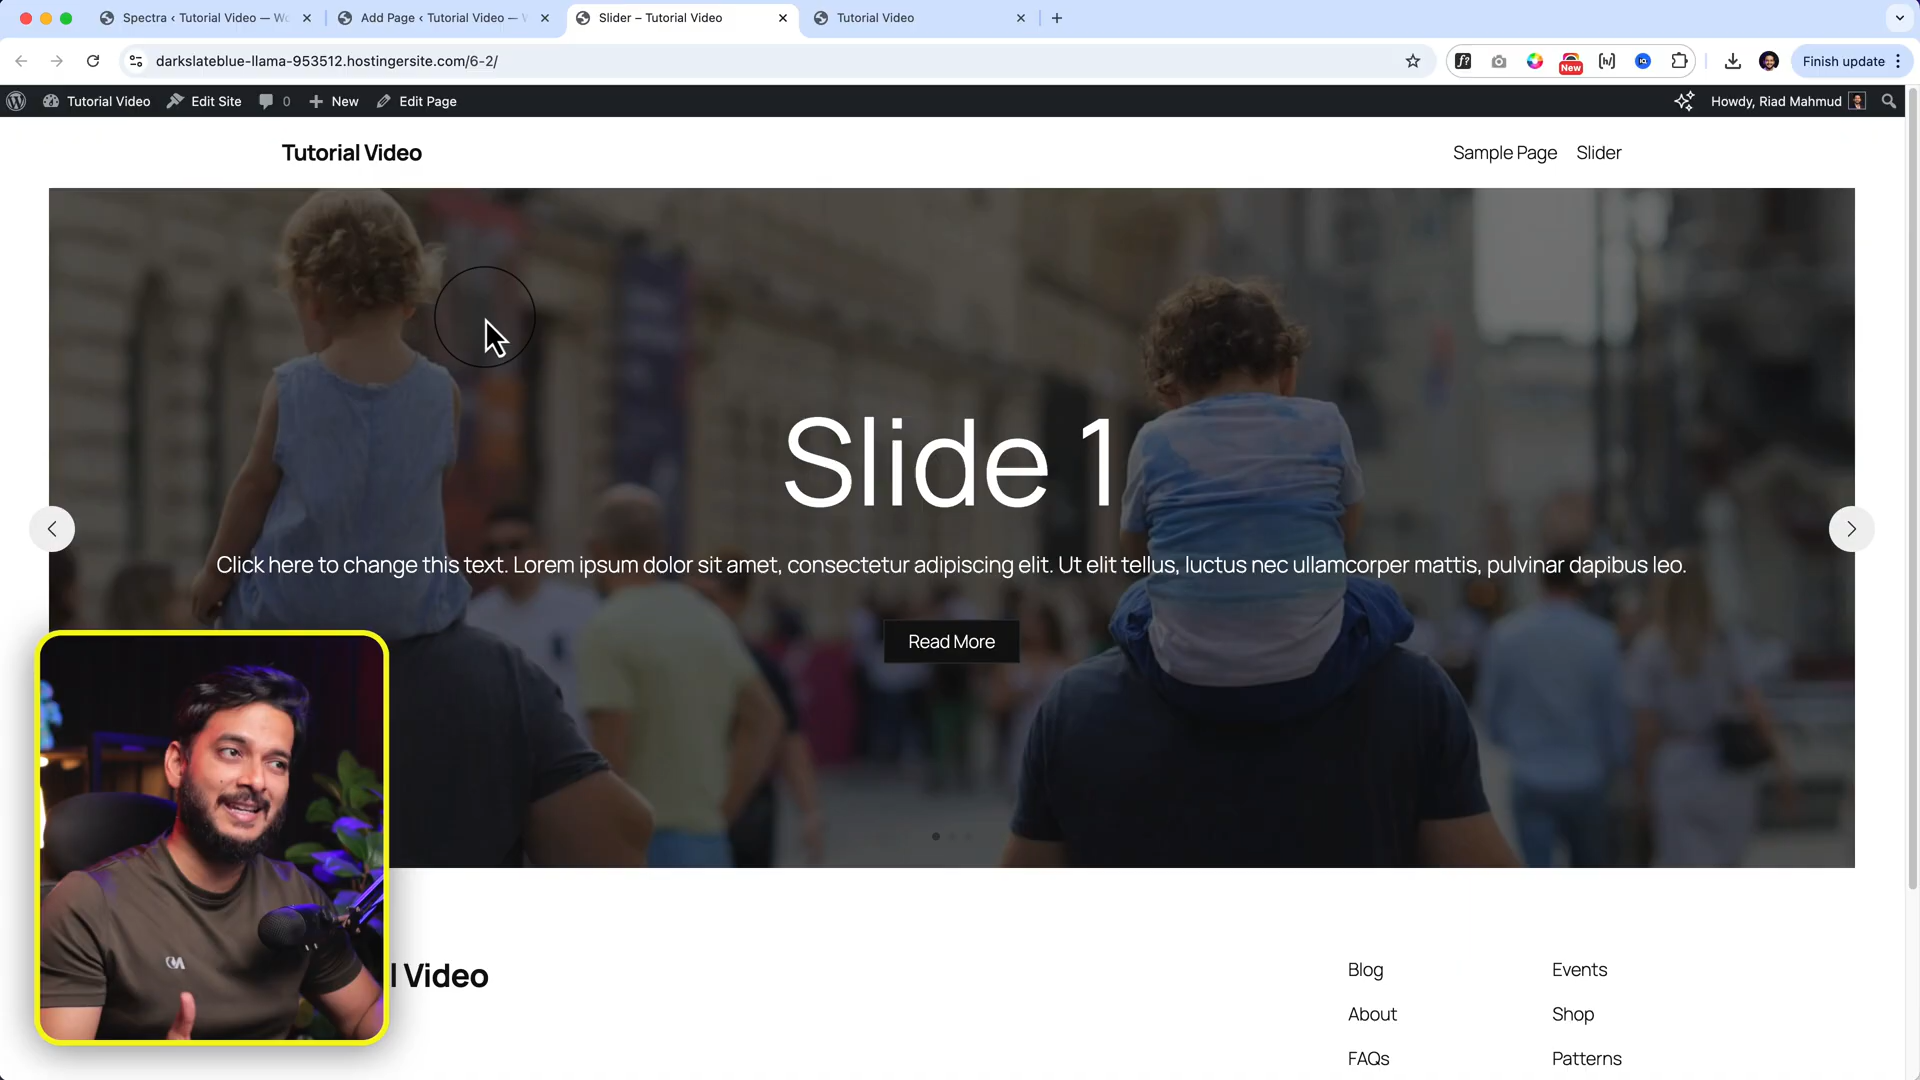 Spectra ‹ Tutorial Video — Wo
Add Page ‹ Tutorial Video —
Slider – Tutorial Video
Tutorial Video
darkslateblue-llama-953512.hostingersite.com/6-2/
f?
New
[h/]
IQ
Finish update
Tutorial Video
Edit Site
0
New
Edit Page
Howdy, Riad Mahmud
Tutorial Video
Sample Page
Slider
Slide 1
Click here to change this text. Lorem ipsum dolor sit amet, consectetur adipiscing elit. Ut elit tellus, luctus nec ullamcorper mattis, pulvinar dapibus leo.
Read More
l Video
Blog
Events
About
Shop
FAQs
Patterns